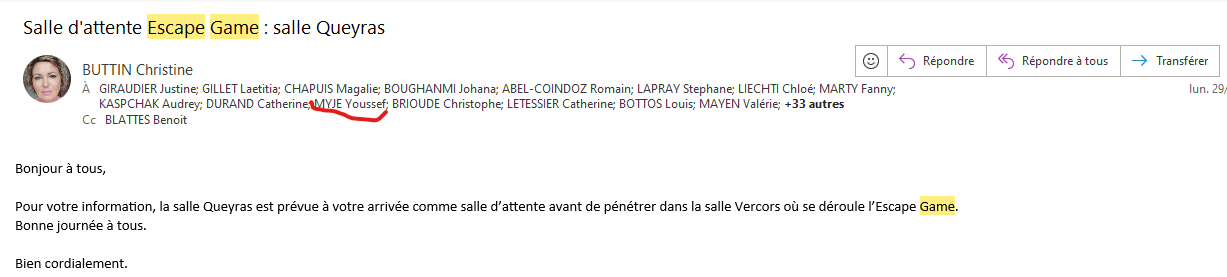 Salle d'attente Escape Game : salle Queyras
BUTTIN Christine
Répondre
Répondre à tous
Transférer
À GIRAUDIER Justine; GILLET Laetitia; CHAPUIS Magalie; BOUGHANMI Johana; ABEL-COINDOZ Romain; LAPRAY Stephane; LIECHTI Chloé; MARTY Fanny;
lun. 29/
KASPCHAK Audrey; DURAND Catherine; MYJE Youssef; BRIOUDE Christophe; LETESSIER Catherine; BOTTOS Louis; MAYEN Valérie; +33 autres
Cc BLATTES Benoit
Bonjour à tous,
Pour votre information, la salle Queyras est prévue à votre arrivée comme salle d’attente avant de pénétrer dans la salle Vercors où se déroule l’Escape Game.
Bonne journée à tous.
Bien cordialement.